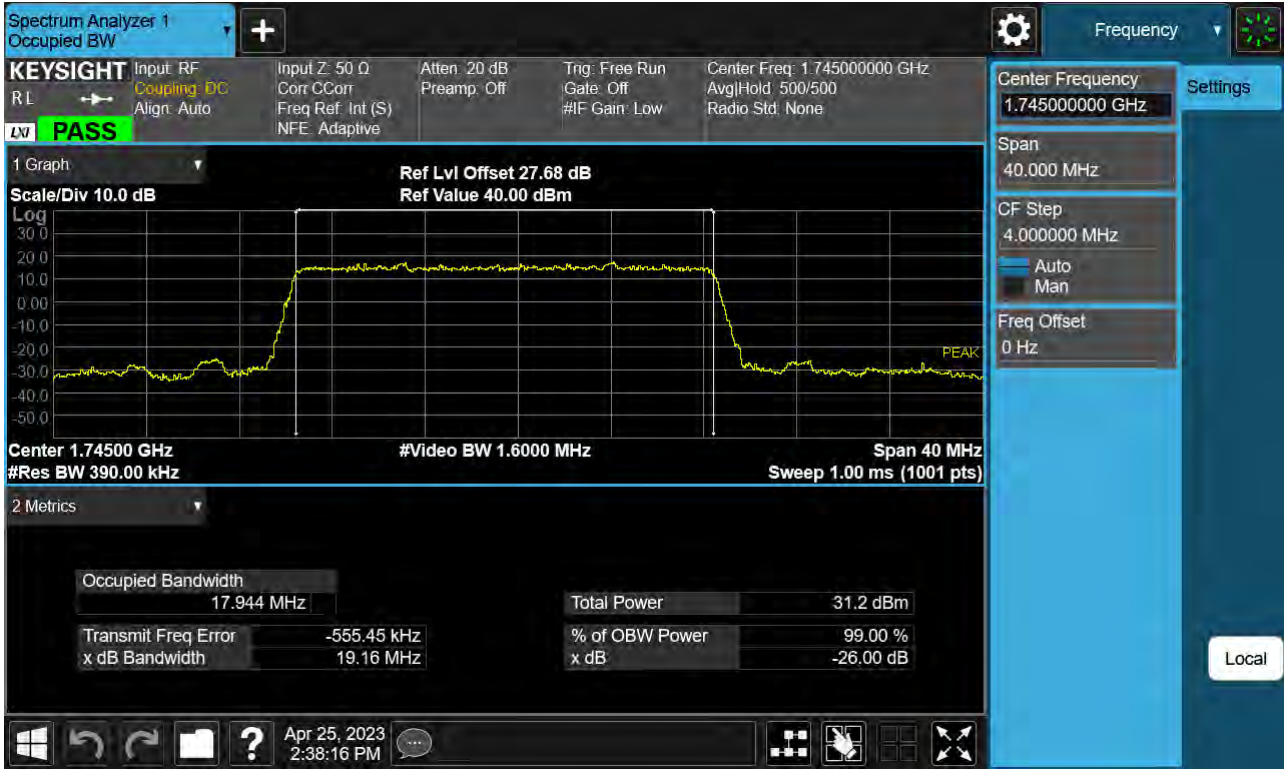 Spectrum Analyzer 1
Occupied BW
+
Frequency
KEYSIGHT
R L
LXI
PASS
Input: RF
Coupling: DC
Align: Auto
Input Z: 50 Ω
Corr CCorr
Freq Ref: Int (S)
NFE: Adaptive
Atten: 20 dB
Preamp: Off
Trig: Free Run
Gate: Off
#IF Gain: Low
Center Freq: 1.745000000 GHz
Avg|Hold: 500/500
Radio Std: None
Center Frequency
1.745000000 GHz
Settings
Span
40.000 MHz
CF Step
4.000000 MHz
Auto
Man
Freq Offset
0 Hz
1 Graph
Scale/Div 10.0 dB
Ref Lvl Offset 27.68 dB
Ref Value 40.00 dBm
Log
30.0
20.0
10.0
0.00
-10.0
-20.0
-30.0
-40.0
-50.0
PEAK
Center 1.74500 GHz
#Res BW 390.00 kHz
#Video BW 1.6000 MHz
Span 40 MHz
Sweep 1.00 ms (1001 pts)
2 Metrics
Occupied Bandwidth
17.944 MHz
Total Power 31.2 dBm
Transmit Freq Error -555.45 kHz
% of OBW Power 99.00 %
x dB Bandwidth 19.16 MHz
x dB -26.00 dB
Local
?
Apr 25, 2023
2:38:16 PM